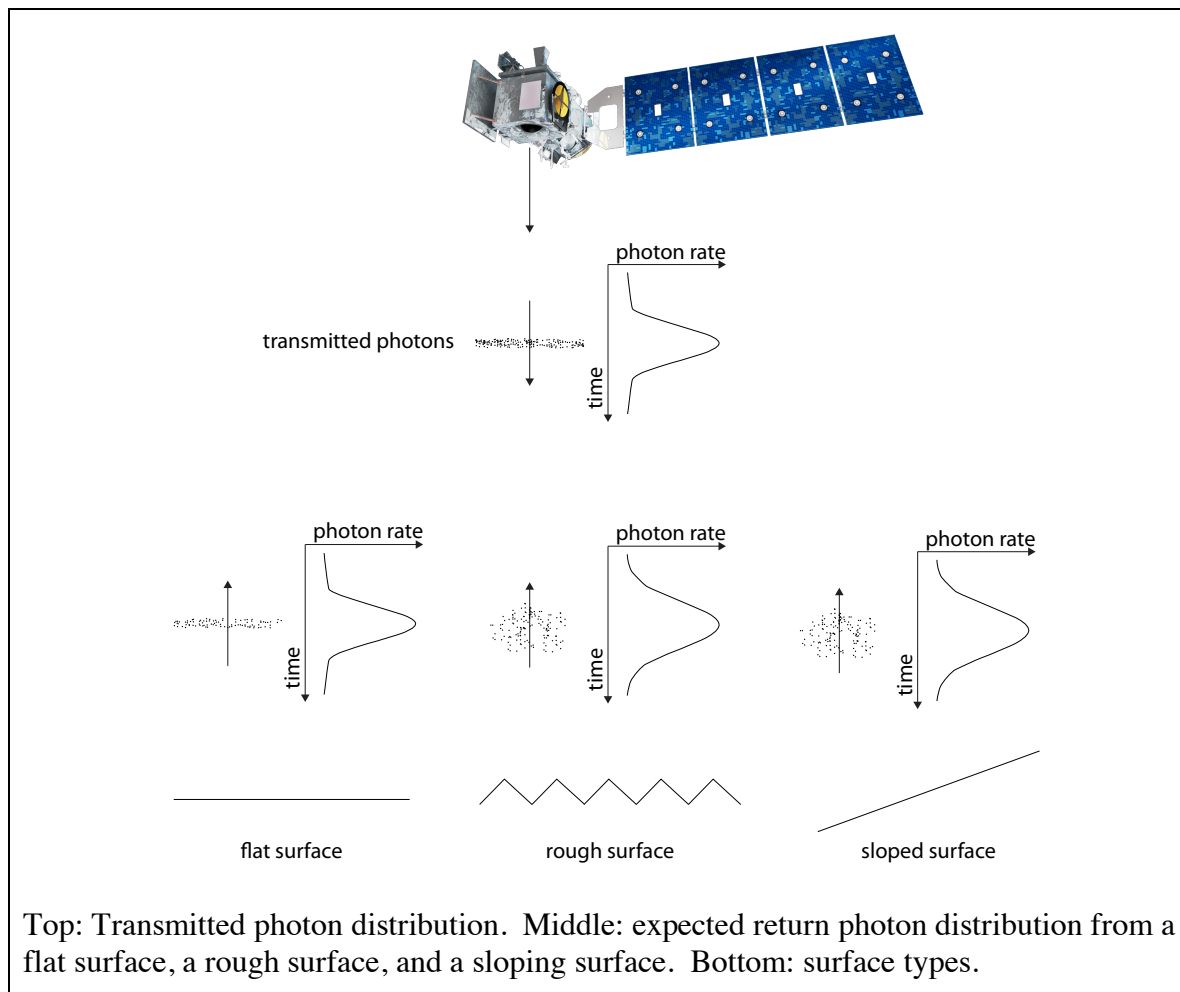 photon rate
transmitted photons
time
photon rate
photon rate
photon rate
time
time
time
flat surface
rough surface
sloped surface
Top: Transmitted photon distribution.  Middle: expected return photon distribution from a
flat surface, a rough surface, and a sloping surface.  Bottom: surface types.